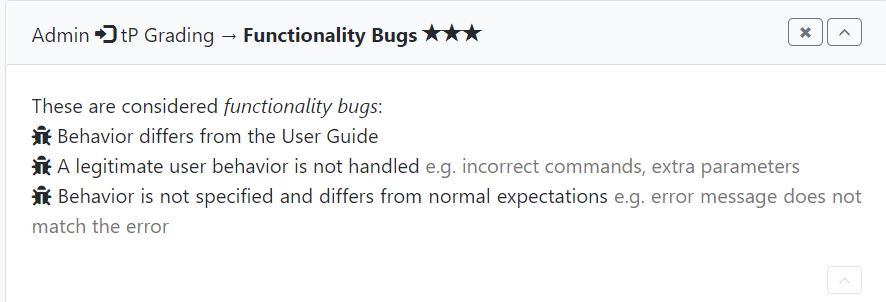 Admin tP Grading → Functionality Bugs ★★★
These are considered functionality bugs:
Behavior differs from the User Guide
A legitimate user behavior is not handled e.g. incorrect commands, extra parameters
Behavior is not specified and differs from normal expectations e.g. error message does not
match the error